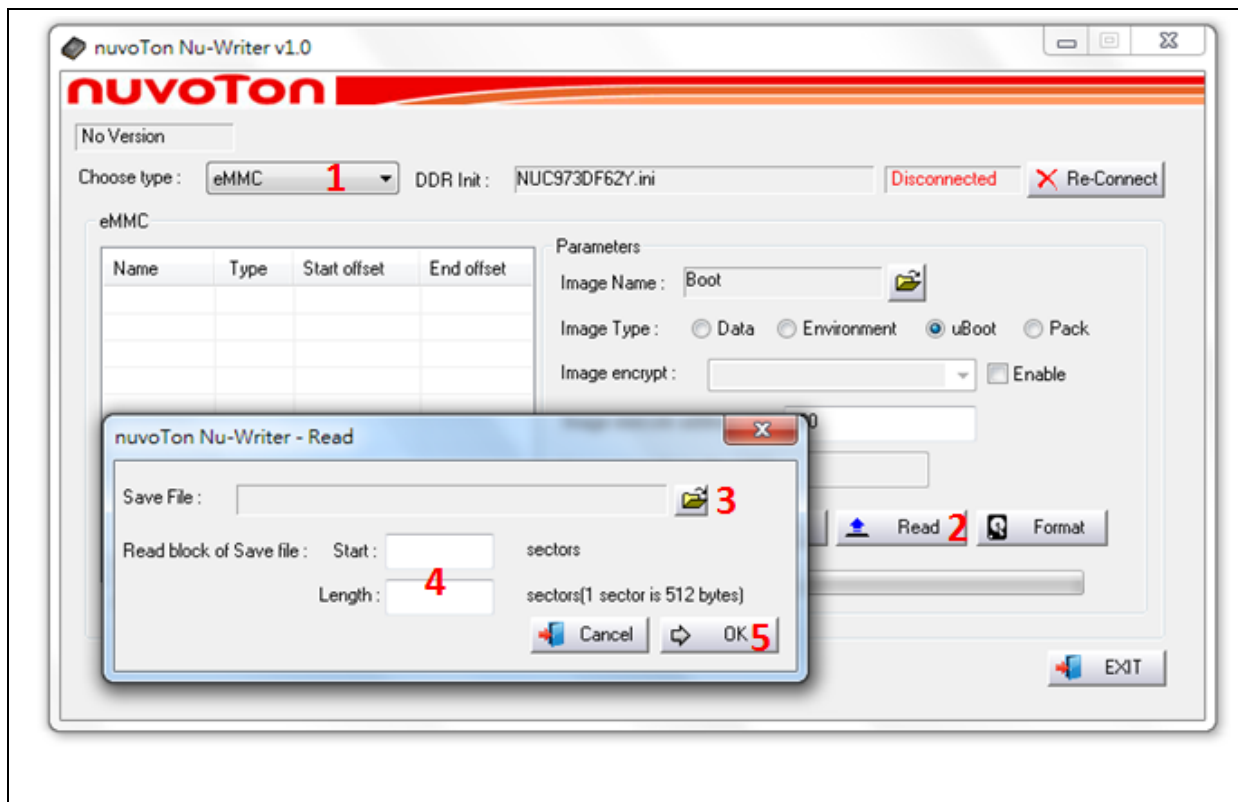 nuvoTon Nu-Writer v1.0
nuvoTon
No Version
Choose type : eMMC 1 DDR Init : NUC973DF62Y.ini Disconnected Re-Connect
eMMC
Name Type Start offset End offset
Parameters
Image Name : Boot
Image Type : Data Environment uBoot Pack
Image encrypt : Enable
nuvoTon Nu-Writer - Read
Save File : 3
Read block of Save file : Start : sectors
Length : 4 sectors(1 sector is 512 bytes)
Cancel OK 5
Read 2 Format
EXIT